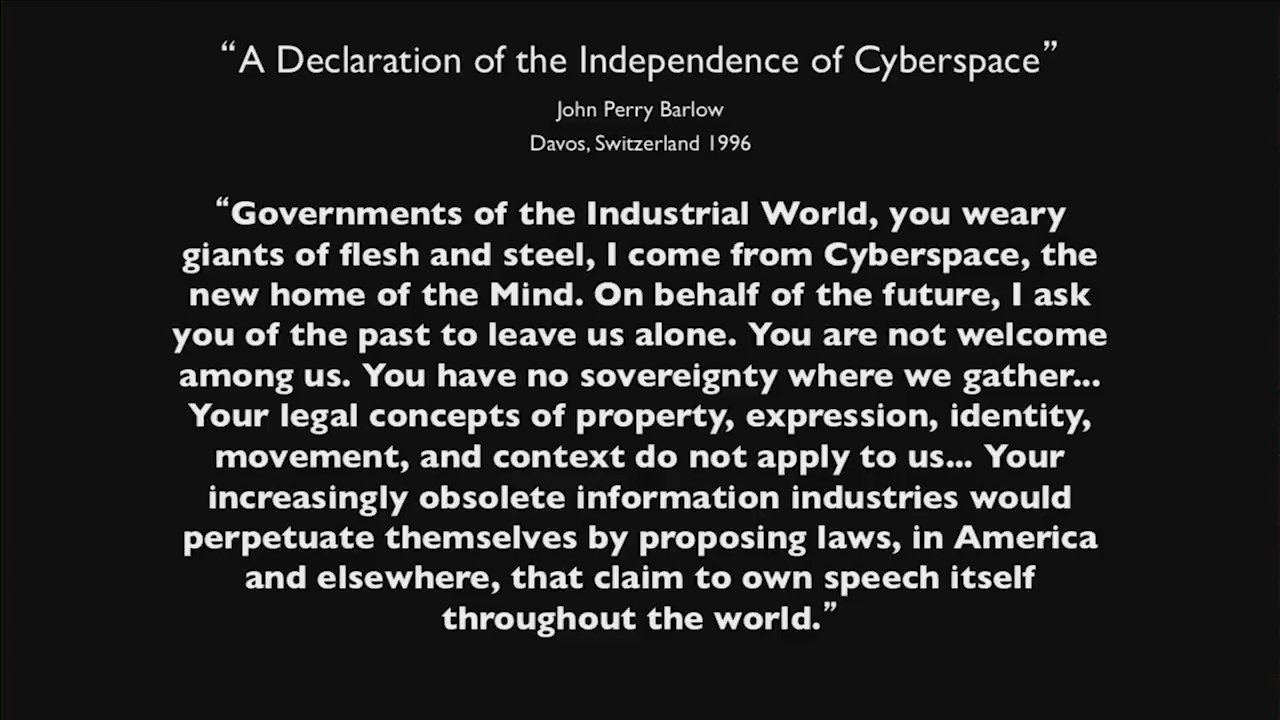 “A Declaration of the Independence of Cyberspace”
John Perry Barlow
Davos, Switzerland 1996
“Governments of the Industrial World, you weary
giants of flesh and steel, I come from Cyberspace, the
new home of the Mind. On behalf of the future, I ask
you of the past to leave us alone. You are not welcome
among us. You have no sovereignty where we gather...
Your legal concepts of property, expression, identity,
movement, and context do not apply to us... Your
increasingly obsolete information industries would
perpetuate themselves by proposing laws, in America
and elsewhere, that claim to own speech itself
throughout the world.”